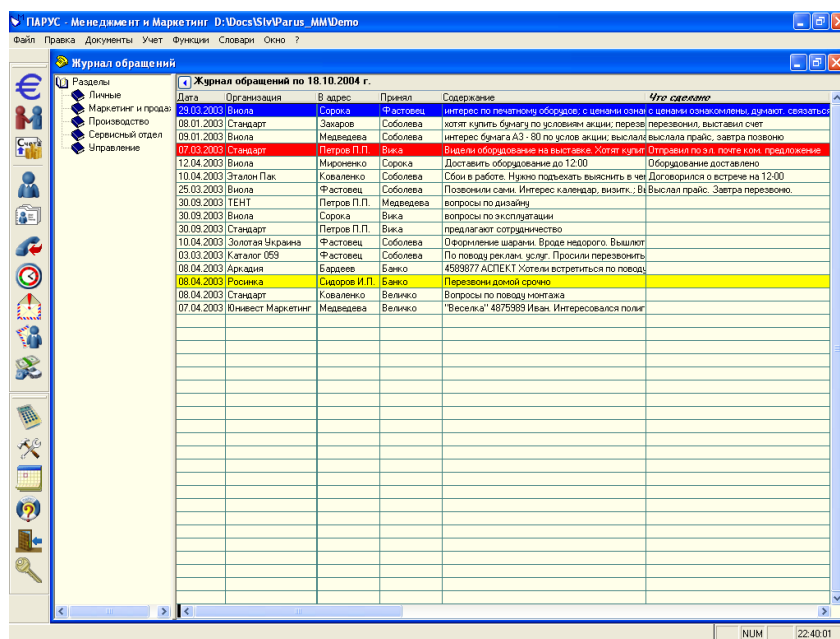 ПАРУС - Менеджмент и Маркетинг D:\Docs\Slv\Parus_MM\Demo
Файл Правка Документы Учет Функции Словари Окно ?
Журнал обращений
Разделы
Личные
Маркетинг и продаж
Производство
Сервисный отдел
Управление
Счет
Журнал обращений по 18.10.2004 г.
Дата Организация В адрес Принял Содержание Что сделано
29.03.2003 Виола Сорока Фастовец интерес по печатному оборудов; с ценами ознак с ценами ознакомлены, думают. связаться
08.01.2003 Стандарт Захаров Соболева хотят купить бумагу по условиям акции; перезв перезвонил, выставил счет
09.01.2003 Виола Медведева Соболева интерес бумага А3 - 80 по услов акции; выслала выслала прайс, завтра позвоню
07.03.2003 Стандарт Петров П.П. Вика Видели оборудование на выставке. Хотят купит Отправил по эл. почте ком. предложение
12.04.2003 Виола Мироненко Сорока Доставить оборудование до 12:00 Оборудование доставлено
10.04.2003 Эталон Пак Коваленко Соболева Сбои в работе. Нужно подъехать выяснить в че Договорился о встрече на 12-00
25.03.2003 Виола Фастовец Соболева Позвонили сами. Интерес календар, визитк.; Вы Выслал прайс. Завтра перезвоню.
30.09.2003 ТЕНТ Петров П.П. Медведева вопросы по дизайну
30.09.2003 Виола Сорока Вика вопросы по эксплуатации
30.09.2003 Стандарт Петров П.П. Вика предлагают сотрудничество
10.04.2003 Золотая Украина Фастовец Соболева Оформление шарами. Вроде недорого. Вышлют
03.03.2003 Каталог 059 Фастовец Соболева По поводу реклам. услуг. Просили перезвонить
08.04.2003 Аркадия Бардеев Банко 4589877 АСПЕКТ Хотели встретиться по поводу
08.04.2003 Росинка Сидоров И.П. Банко Перезвони домой срочно
08.04.2003 Стандарт Коваленко Величко Вопросы по поводу монтажа
07.04.2003 Юнивест Маркетинг Медведева Величко "Веселка" 4875989 Иван. Интересовался полиг
NUM 22:40:01